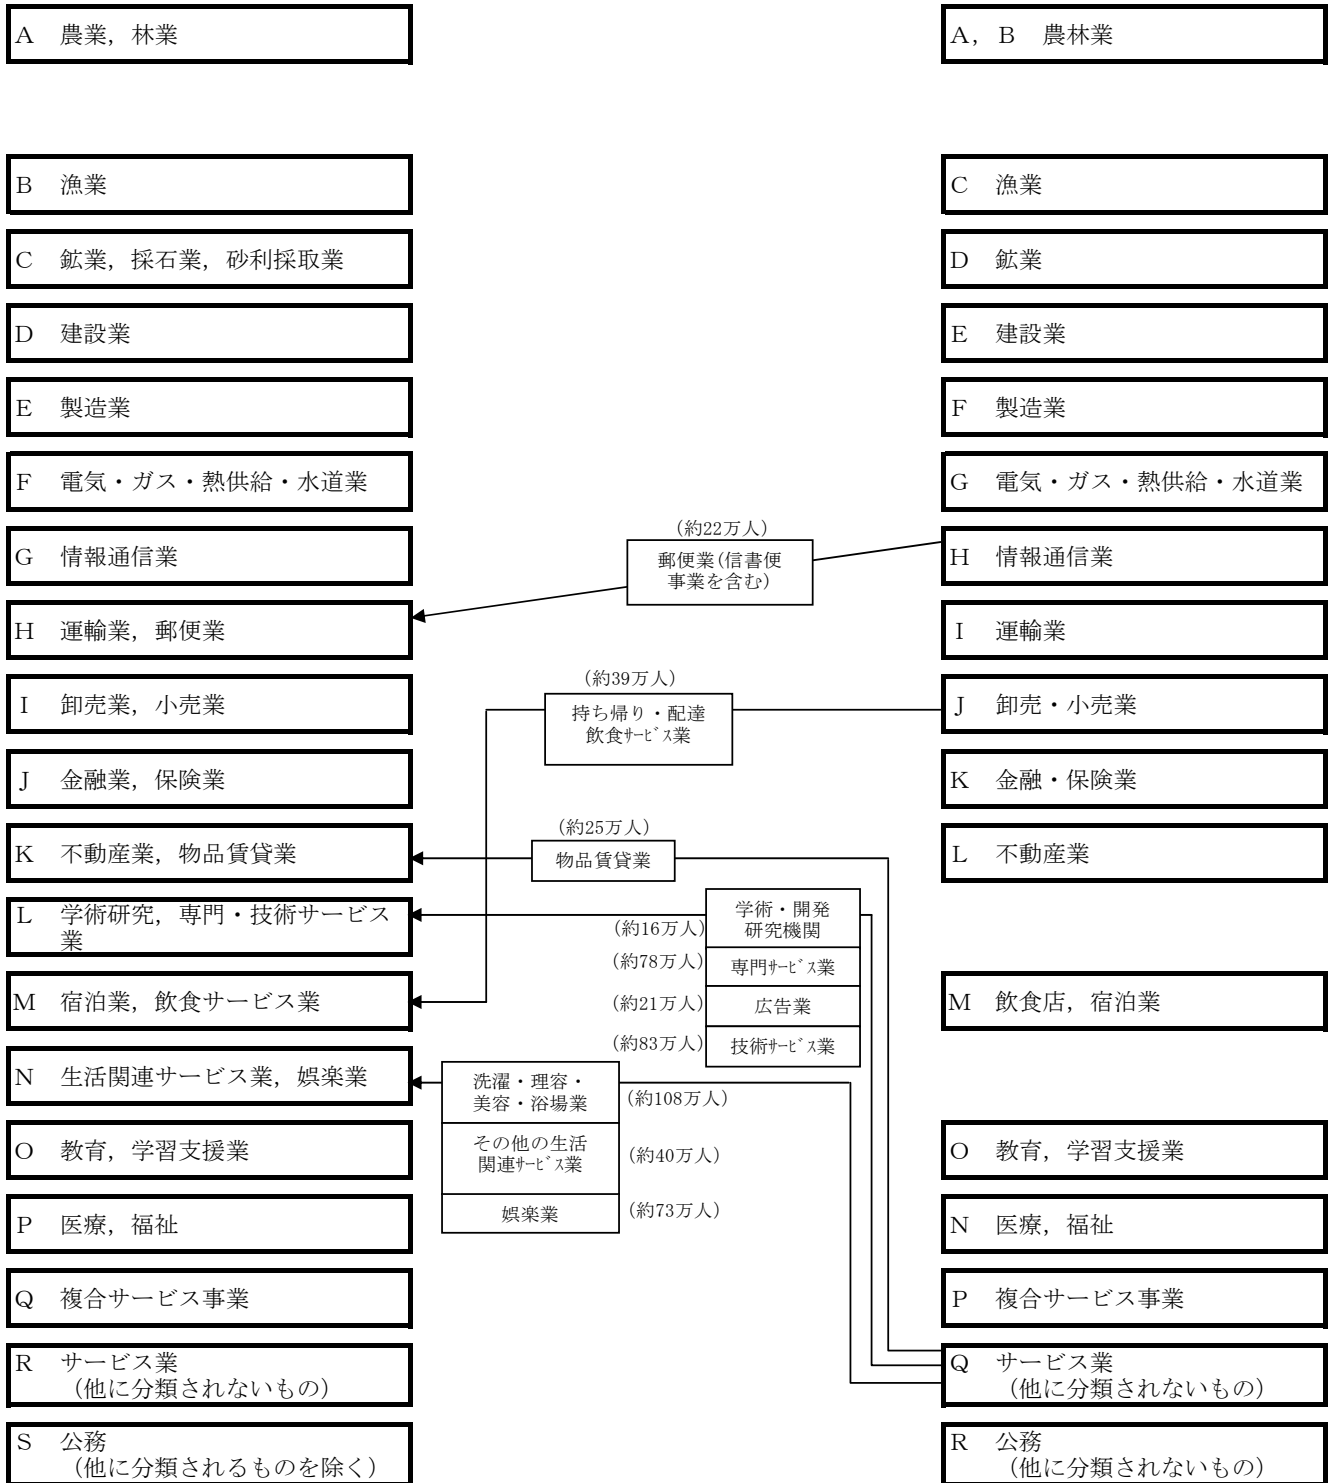 A 農業，林業
A，B 農林業
B 漁業
C 漁業
C 鉱業，採石業，砂利採取業
D 鉱業
D 建設業
E 建設業
E 製造業
F 製造業
F 電気・ガス・熱供給・水道業
G 電気・ガス・熱供給・水道業
(約22万人)
G 情報通信業
郵便業(信書便
事業を含む)
H 情報通信業
H 運輸業，郵便業
I 運輸業
(約39万人)
I 卸売業，小売業
持ち帰り・配達
飲食ｻｰﾋﾞｽ業
J 卸売・小売業
J 金融業，保険業
K 金融・保険業
(約25万人)
K 不動産業，物品賃貸業
物品賃貸業
L 不動産業
L 学術研究，専門・技術サービス
業
学術・開発
研究機関
(約16万人)
(約78万人)
専門ｻｰﾋﾞｽ業
M 宿泊業，飲食サービス業
(約21万人)
広告業
M 飲食店，宿泊業
(約83万人)
技術ｻｰﾋﾞｽ業
N 生活関連サービス業，娯楽業
洗濯・理容・
美容・浴場業
(約108万人)
O 教育，学習支援業
その他の生活
関連ｻｰﾋﾞｽ業
(約40万人)
O 教育，学習支援業
P 医療，福祉
娯楽業
(約73万人)
N 医療，福祉
Q 複合サービス事業
P 複合サービス事業
R サービス業
（他に分類されないもの）
Q サービス業
（他に分類されないもの）
S 公務
（他に分類されるものを除く）
R 公務
（他に分類されないもの）